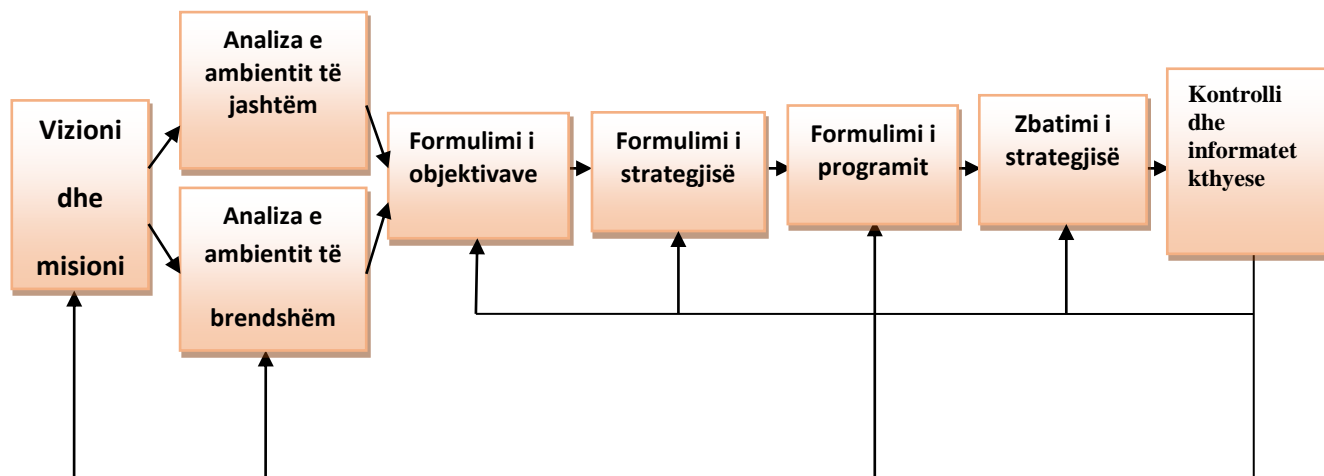 Vizioni
dhe
misioni
Analiza e
ambientit të
jashtëm
Analiza e
ambientit të
brendshëm
Formulimi i
objektivave
Formulimi i
strategjisë
Formulimi i
programit
Zbatimi i
strategjisë
Kontrolli
dhe
informatet
kthyese